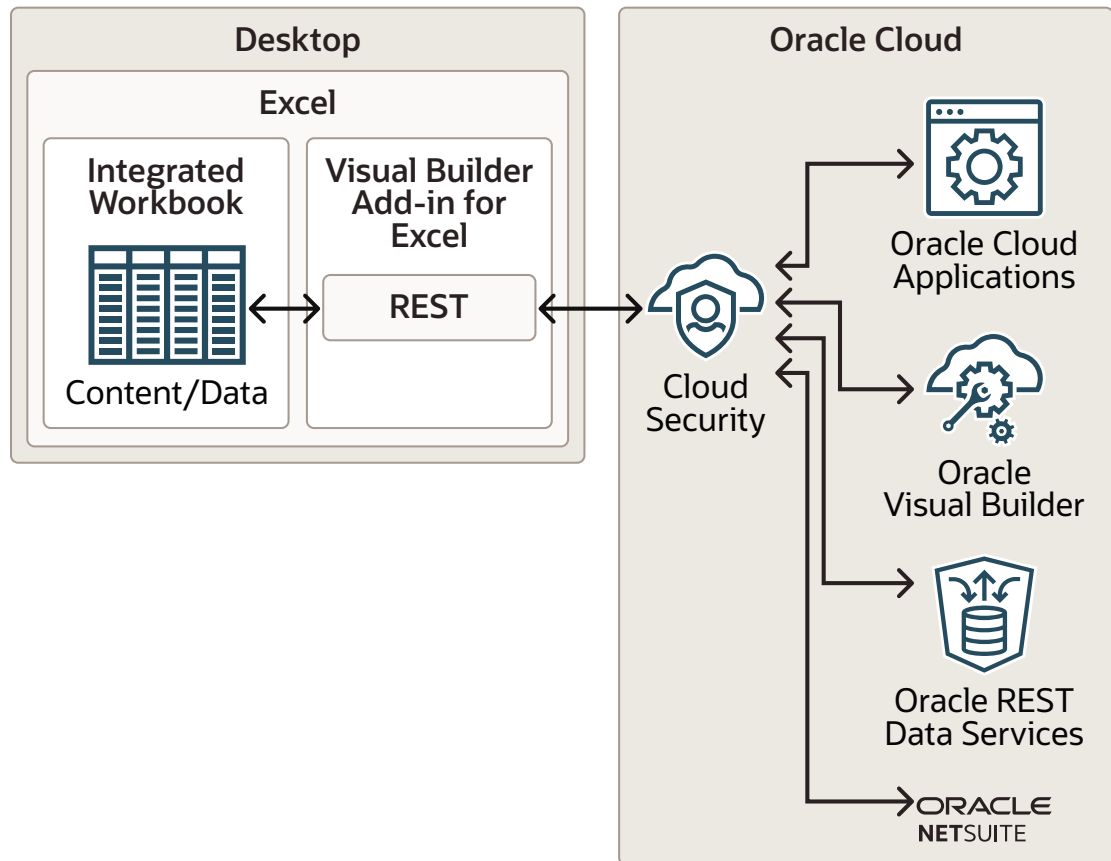 Desktop
Excel
Integrated
Workbook
Content/Data
Visual Builder
Add-in for
Excel
REST
Oracle Cloud
Cloud
Security
Oracle Cloud
Applications
Oracle
Visual Builder
Oracle REST
Data Services
ORACLE
NETSUITE